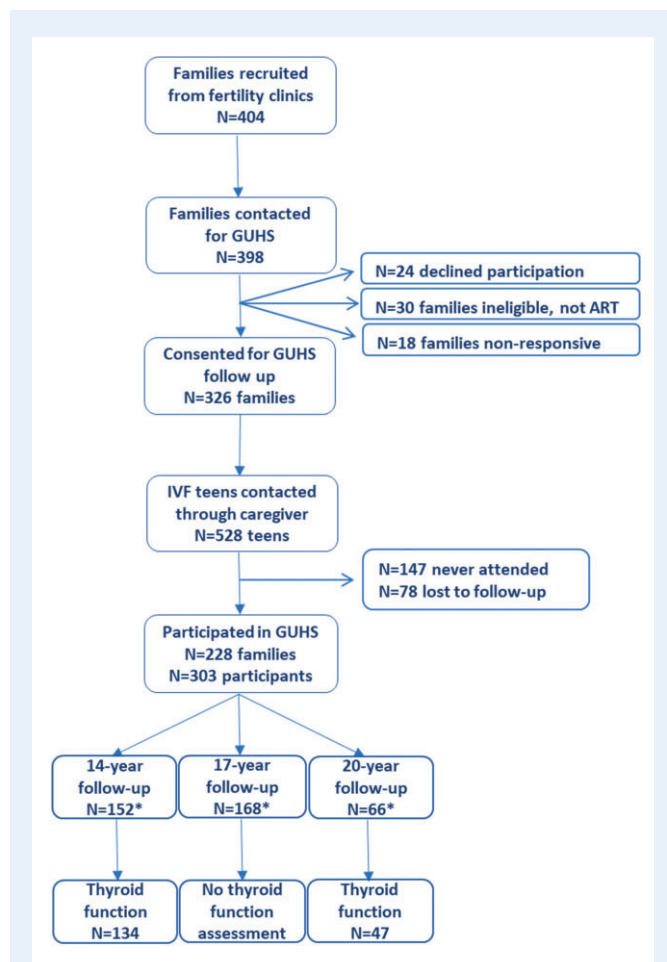 Families recruited
from fertility clinics
N=404
Families contacted
for GUHS
N=398
N=24 declined participation
N=30 families ineligible, not ART
N=18 families non-responsive
Consented for GUHS
follow up
N=326 families
IVF teens contacted
through caregiver
N=528 teens
N=147 never attended
N=78 lost to follow-up
Participated in GUHS
N=228 families
N=303 participants
14-year
follow-up
N=152*
17-year
follow-up
N=168*
20-year
follow-up
N=66*
Thyroid
function
N=134
No thyroid
function
assessment
Thyroid
function
N=47